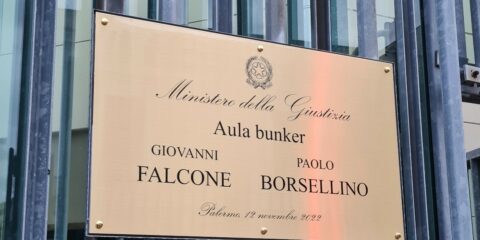 Ministero della Giustizia
Aula bunker
GIOVANNI PAOLO
FALCONE BORSELLINO
Palermo, 12 novembre 2022